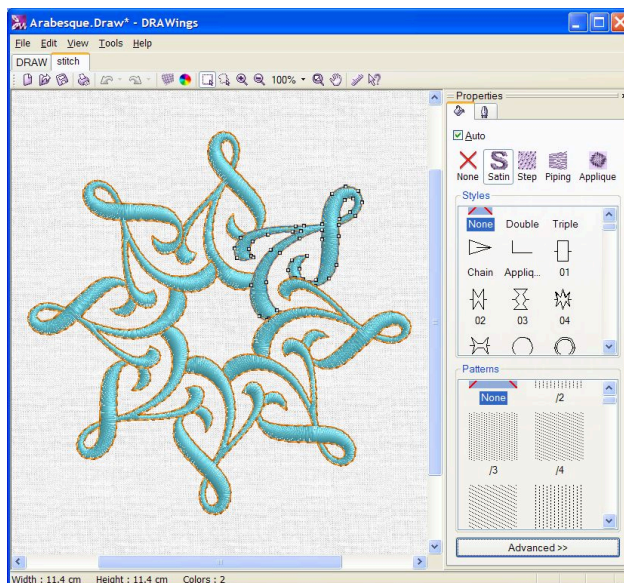 Arabesque.Draw* - DRAWings
File Edit View Tools Help
DRAW stitch
100%
Properties
Auto
None Satin Step Piping Applique
Styles
None Double Triple
Chain Appliq... 01
02 03 04
Patterns
None /2
/3 /4
Advanced >>
Width : 11.4 cm Height : 11.4 cm Colors : 2